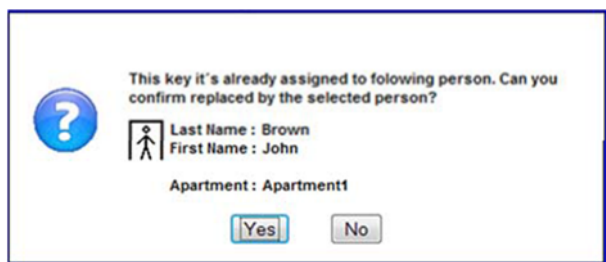 This key it´s already assigned to folowing person. Can you
confirm replaced by the selected person?
Last Name : Brown
First Name : John
Apartment : Apartment1
Yes No